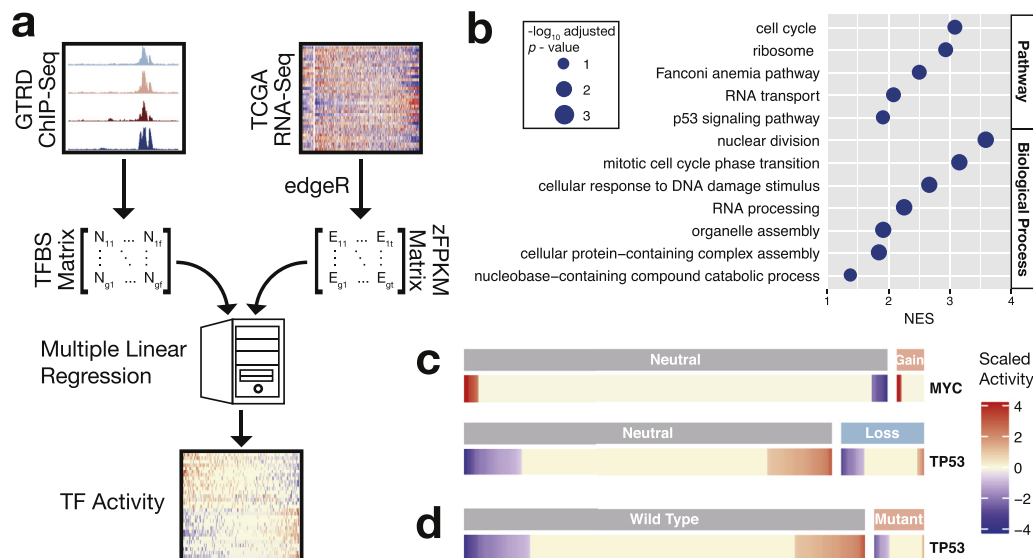 a
GTRD
ChIP-Seq
TCGA
RNA-Seq
edgeR
TFBS
Matrix
N11 ... N1f
Ng1 ... Ngf
E11 ... E1t
Eg1 ... Egt
zFPKM
Matrix
Multiple Linear
Regression
TF Activity
b
-log10 adjusted
p - value
1
2
3
cell cycle
ribosome
Fanconi anemia pathway
RNA transport
p53 signaling pathway
nuclear division
mitotic cell cycle phase transition
cellular response to DNA damage stimulus
RNA processing
organelle assembly
cellular protein−containing complex assembly
nucleobase−containing compound catabolic process
Pathway
Biological Process
1 2 3 4
NES
c
Neutral Gain
MYC
Neutral Loss
TP53
Scaled
Activity
4
2
0
−2
−4
d
Wild Type Mutant
TP53